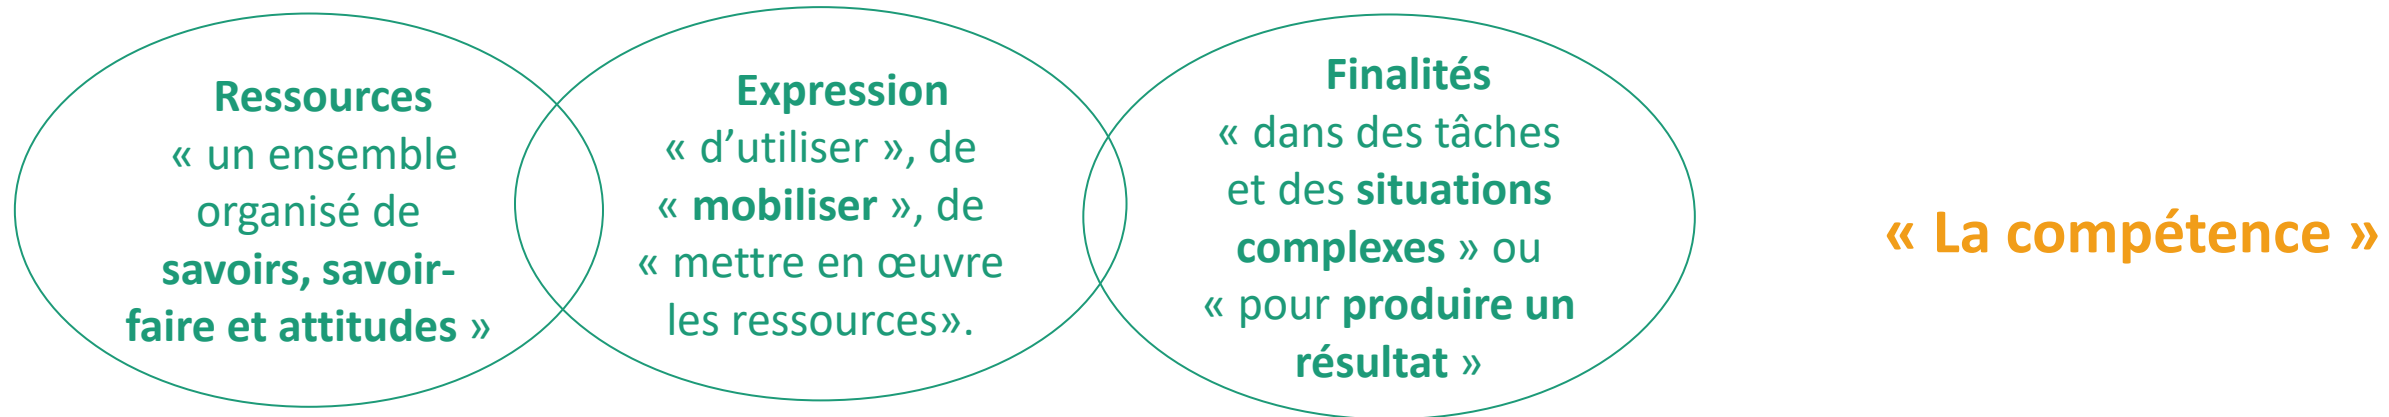 Ressources
« un ensemble
organisé de
savoirs, savoir-
faire et attitudes »
Expression
« d’utiliser », de
« mobiliser », de
« mettre en œuvre
les ressources».
Finalités
« dans des tâches
et des situations
complexes » ou
« pour produire un
résultat »
« La compétence »